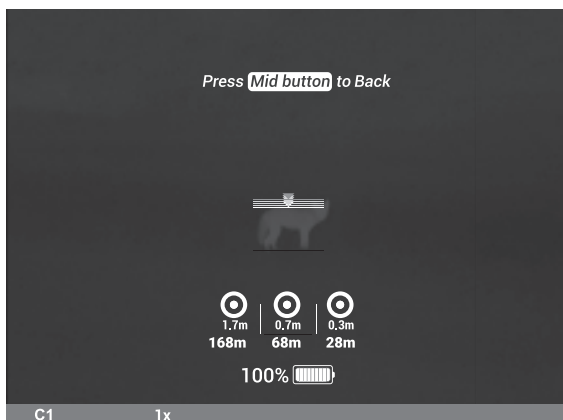 Press Mid button to Back
1.7m 0.7m 0.3m
168m 68m 28m
100%
C1 1x